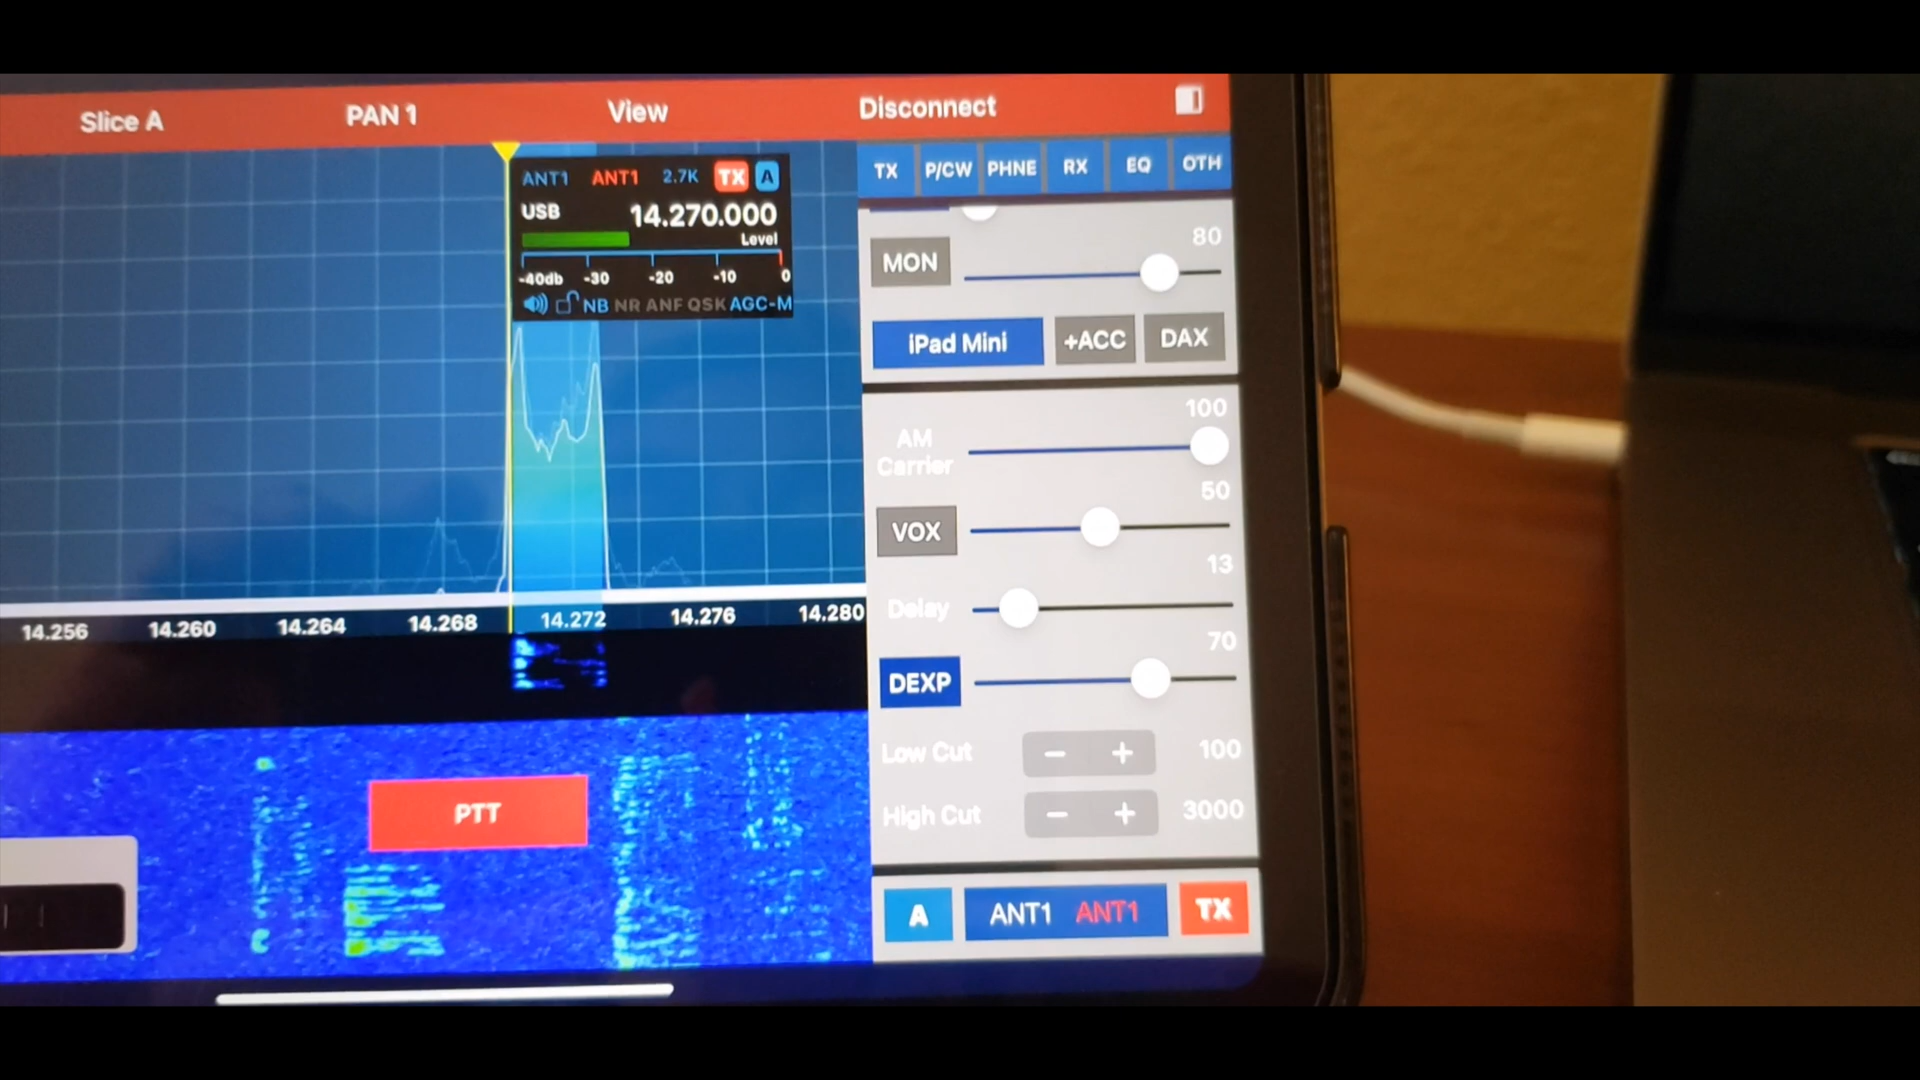 Slice A PAN 1 View Disconnect
TX P/CW PHNE RX EQ OTH
ANT1 ANT1 2.7K TX A
USB 14.270.000
Level
-40db -30 -20 -10 0
NB NR ANF QSK AGC-M
80
MON
iPad Mini +ACC DAX
100
AM
Carrier
50
VOX
13
Delay
70
DEXP
Low Cut − + 100
High Cut − + 3000
14.256 14.260 14.264 14.268 14.272 14.276 14.280
PTT
A ANT1 ANT1 TX